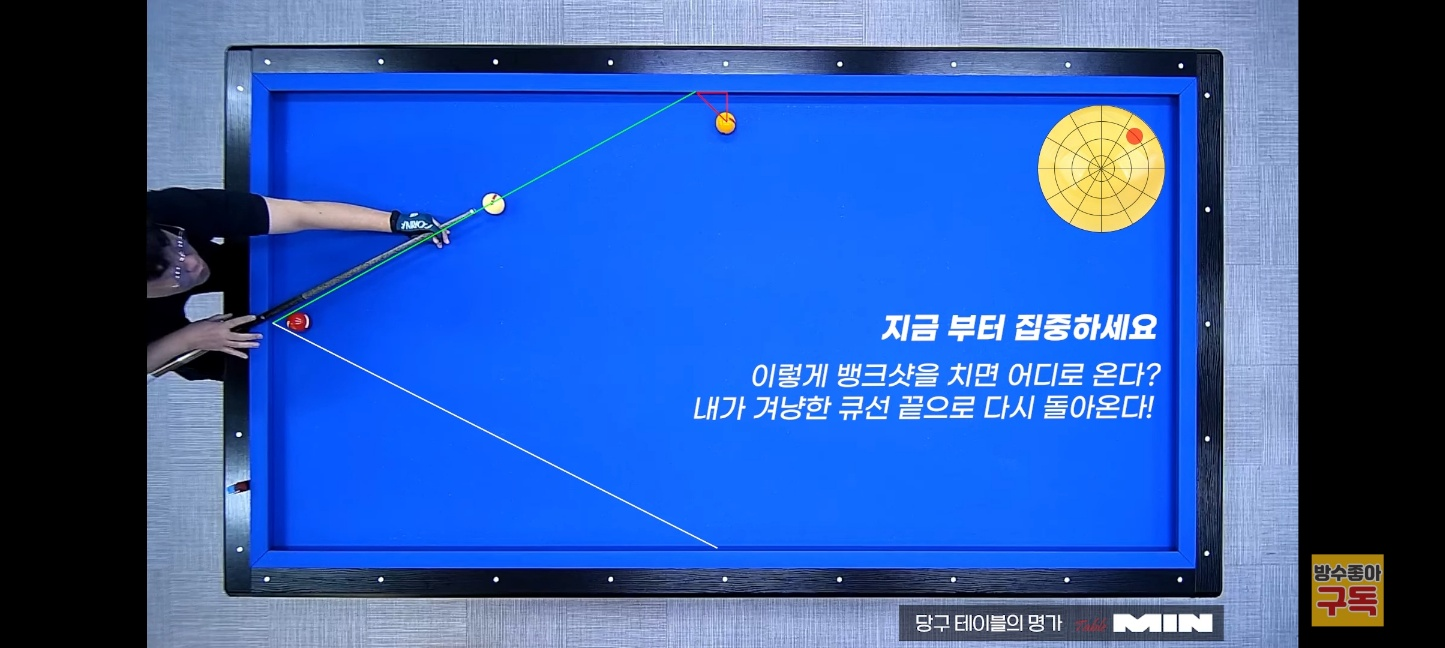 지금 부터 집중하세요
이렇게 뱅크샷을 치면 어디로 온다?
내가 겨냥한 큐선 끝으로 다시 돌아온다!
방수좋아
구독
당구 테이블의 명가 MIN